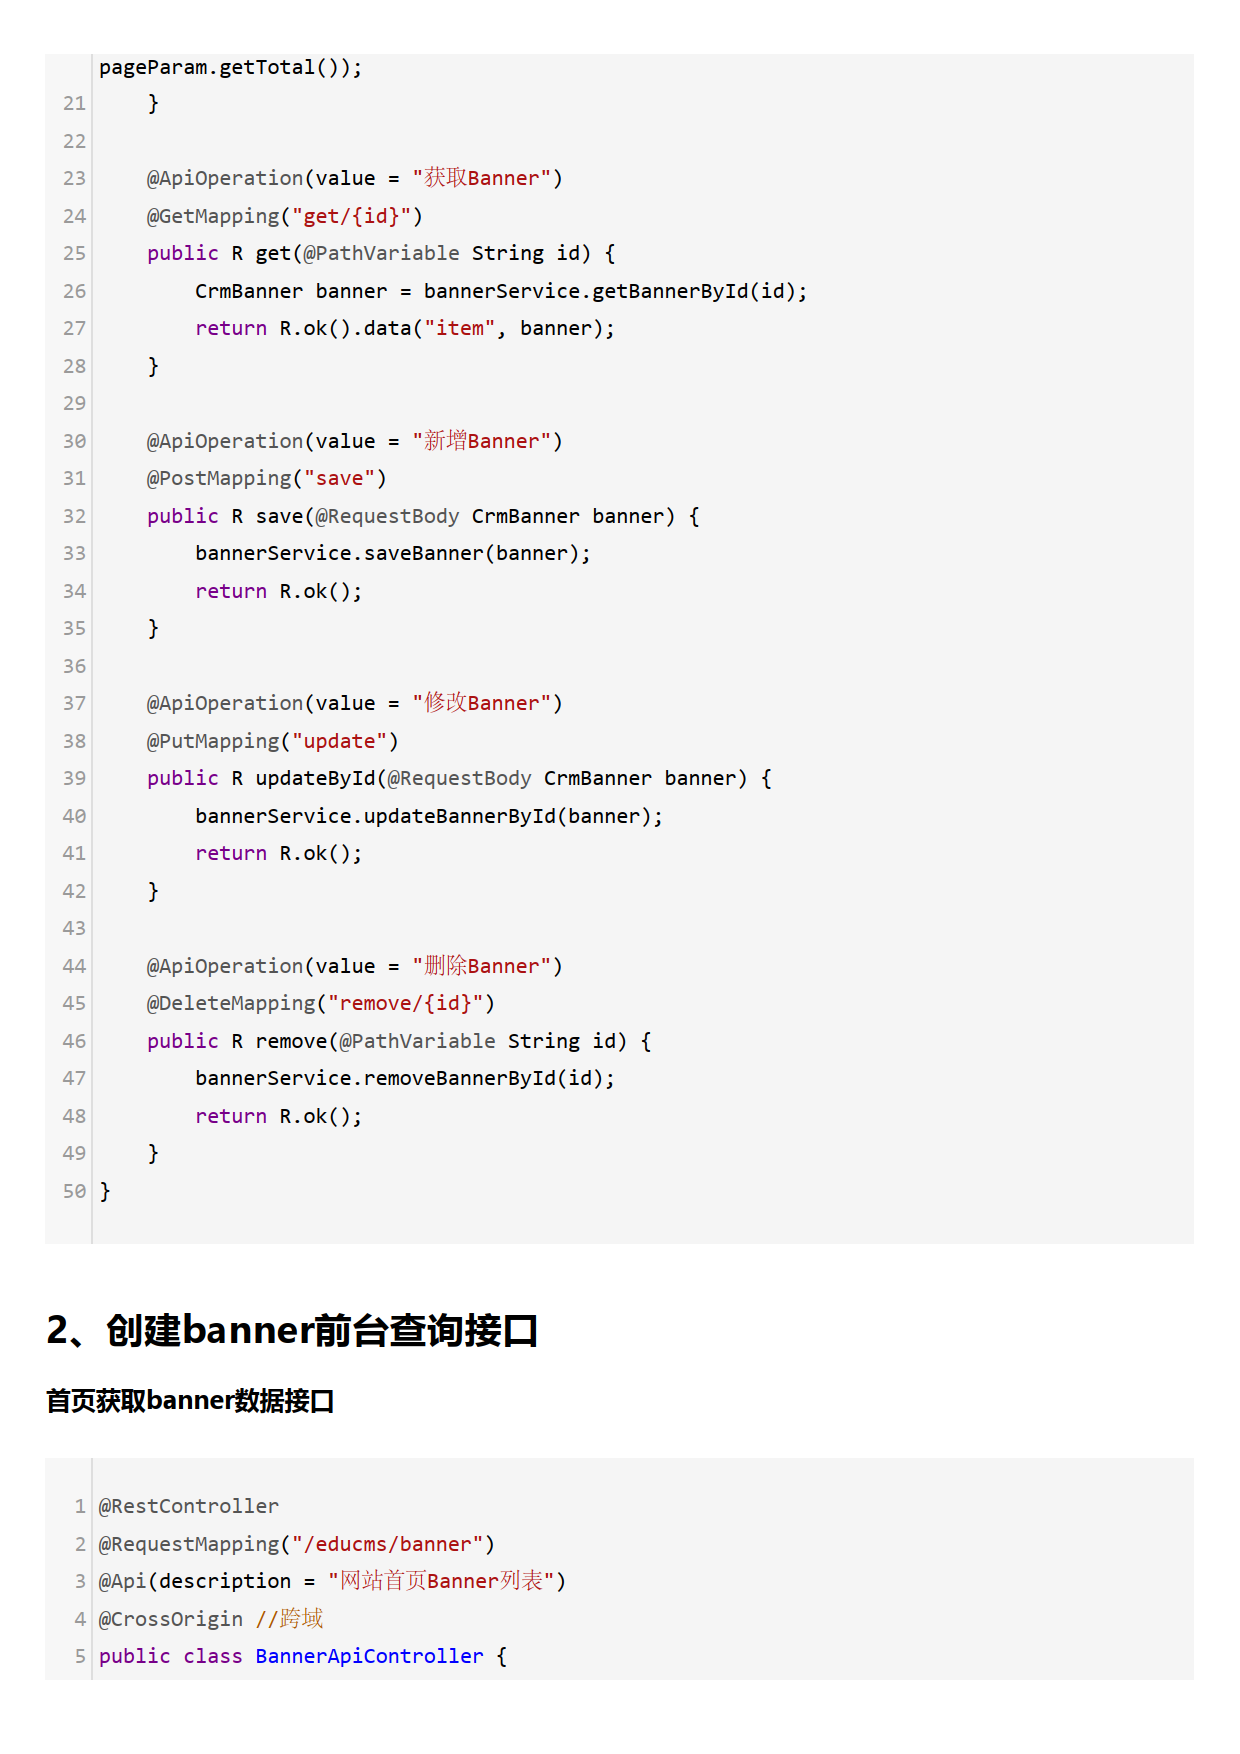 pageParam.getTotal());
21     }
22
23     @ApiOperation(value = "获取Banner")
24     @GetMapping("get/{id}")
25     public R get(@PathVariable String id) {
26         CrmBanner banner = bannerService.getBannerById(id);
27         return R.ok().data("item", banner);
28     }
29
30     @ApiOperation(value = "新增Banner")
31     @PostMapping("save")
32     public R save(@RequestBody CrmBanner banner) {
33         bannerService.saveBanner(banner);
34         return R.ok();
35     }
36
37     @ApiOperation(value = "修改Banner")
38     @PutMapping("update")
39     public R updateById(@RequestBody CrmBanner banner) {
40         bannerService.updateBannerById(banner);
41         return R.ok();
42     }
43
44     @ApiOperation(value = "删除Banner")
45     @DeleteMapping("remove/{id}")
46     public R remove(@PathVariable String id) {
47         bannerService.removeBannerById(id);
48         return R.ok();
49     }
50 }
2、创建banner前台查询接口
首页获取banner数据接口
1 @RestController
2 @RequestMapping("/educms/banner")
3 @Api(description = "网站首页Banner列表")
4 @CrossOrigin //跨域
5 public class BannerApiController {